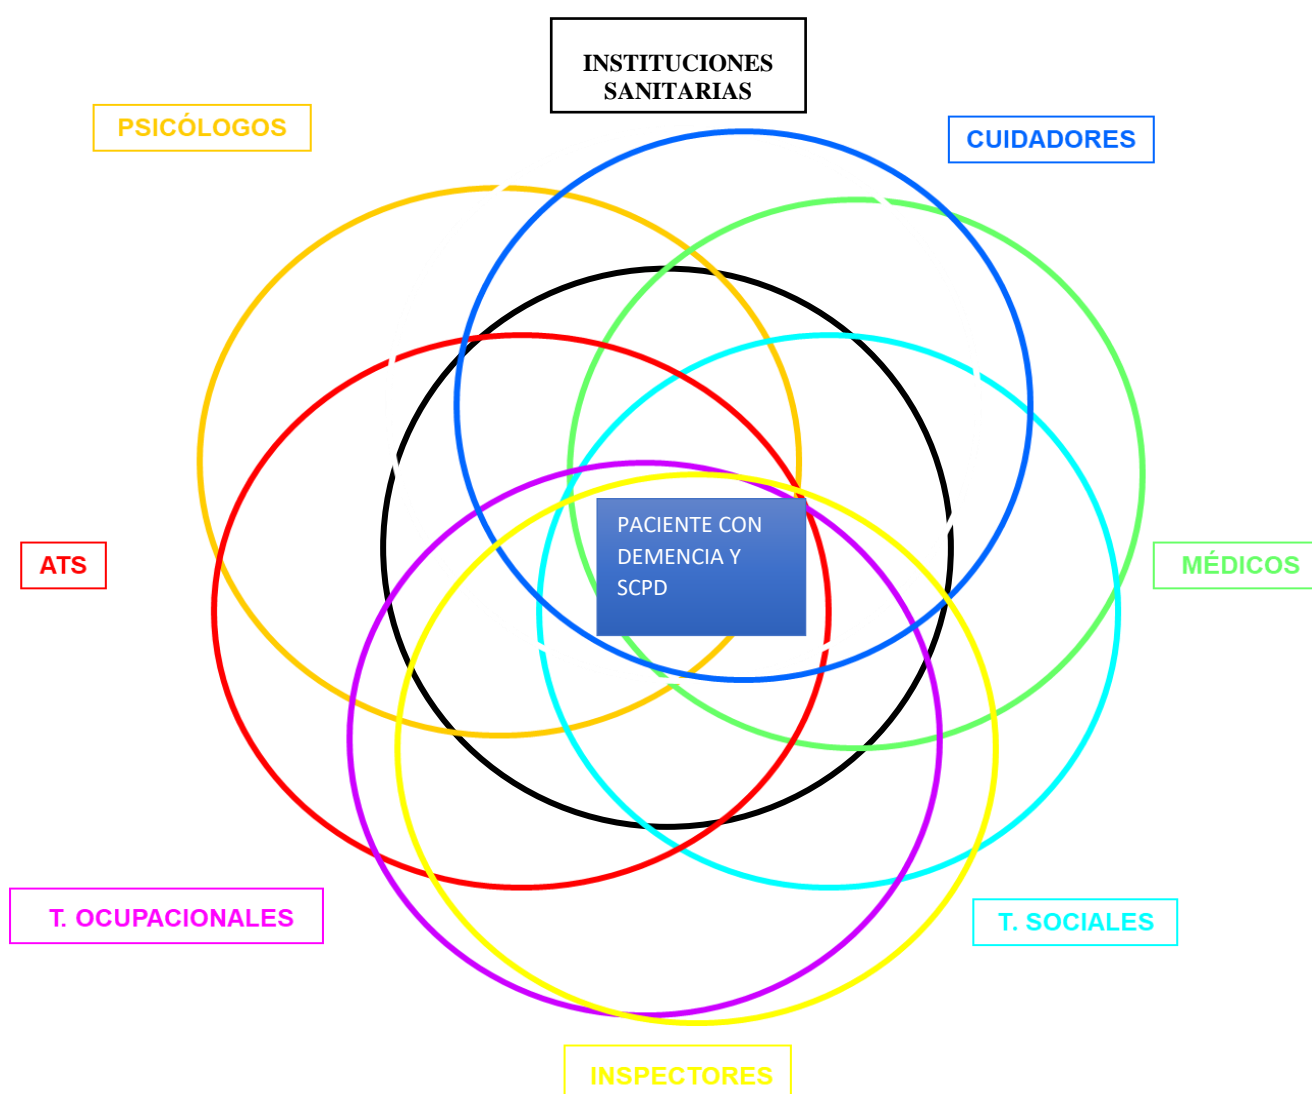 INSTITUCIONES
SANITARIAS
PSICÓLOGOS
CUIDADORES
PACIENTE CON
DEMENCIA Y
SCPD
ATS
MÉDICOS
T. OCUPACIONALES
T. SOCIALES
INSPECTORES